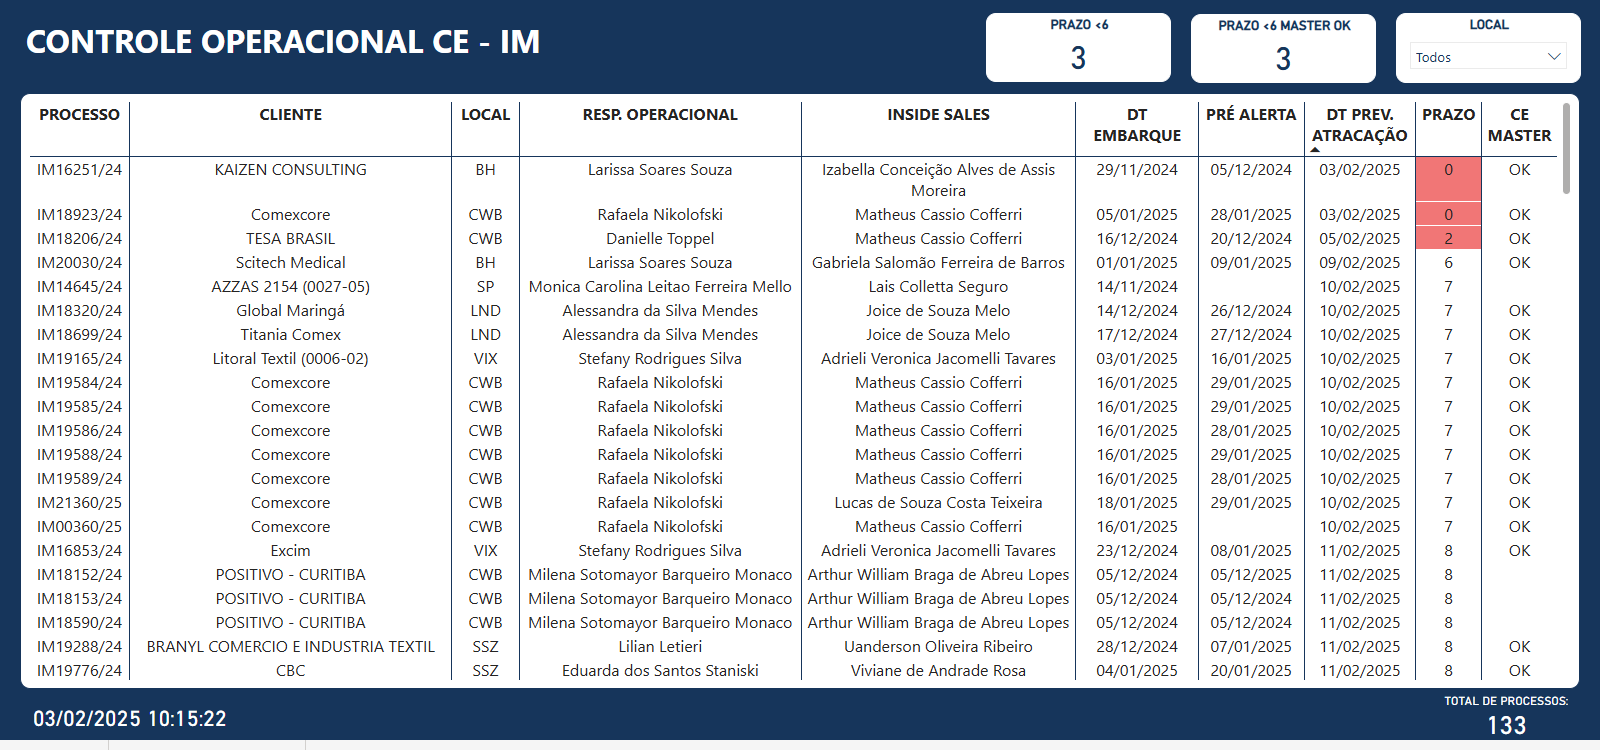 CONTROLE OPERACIONAL CE - IM
PRAZO <6
3
PRAZO <6 MASTER OK
3
LOCAL
Todos
PROCESSO CLIENTE LOCAL RESP. OPERACIONAL INSIDE SALES DT EMBARQUE PRÉ ALERTA DT PREV. ATRACAÇÃO PRAZO CE MASTER
IM16251/24 KAIZEN CONSULTING BH Larissa Soares Souza Izabella Conceição Alves de Assis Moreira 29/11/2024 05/12/2024 03/02/2025 0 OK
IM18923/24 Comexcore CWB Rafaela Nikolofski Matheus Cassio Cofferri 05/01/2025 28/01/2025 03/02/2025 0 OK
IM18206/24 TESA BRASIL CWB Danielle Toppel Matheus Cassio Cofferri 16/12/2024 20/12/2024 05/02/2025 2 OK
IM20030/24 Scitech Medical BH Larissa Soares Souza Gabriela Salomão Ferreira de Barros 01/01/2025 09/01/2025 09/02/2025 6 OK
IM14645/24 AZZAS 2154 (0027-05) SP Monica Carolina Leitao Ferreira Mello Lais Colletta Seguro 14/11/2024 10/02/2025 7
IM18320/24 Global Maringá LND Alessandra da Silva Mendes Joice de Souza Melo 14/12/2024 26/12/2024 10/02/2025 7 OK
IM18699/24 Titania Comex LND Alessandra da Silva Mendes Joice de Souza Melo 17/12/2024 27/12/2024 10/02/2025 7 OK
IM19165/24 Litoral Textil (0006-02) VIX Stefany Rodrigues Silva Adrieli Veronica Jacomelli Tavares 03/01/2025 16/01/2025 10/02/2025 7 OK
IM19584/24 Comexcore CWB Rafaela Nikolofski Matheus Cassio Cofferri 16/01/2025 29/01/2025 10/02/2025 7 OK
IM19585/24 Comexcore CWB Rafaela Nikolofski Matheus Cassio Cofferri 16/01/2025 29/01/2025 10/02/2025 7 OK
IM19586/24 Comexcore CWB Rafaela Nikolofski Matheus Cassio Cofferri 16/01/2025 28/01/2025 10/02/2025 7 OK
IM19588/24 Comexcore CWB Rafaela Nikolofski Matheus Cassio Cofferri 16/01/2025 29/01/2025 10/02/2025 7 OK
IM19589/24 Comexcore CWB Rafaela Nikolofski Matheus Cassio Cofferri 16/01/2025 28/01/2025 10/02/2025 7 OK
IM21360/25 Comexcore CWB Rafaela Nikolofski Lucas de Souza Costa Teixeira 18/01/2025 29/01/2025 10/02/2025 7 OK
IM00360/25 Comexcore CWB Rafaela Nikolofski Matheus Cassio Cofferri 16/01/2025 10/02/2025 7 OK
IM16853/24 Excim VIX Stefany Rodrigues Silva Adrieli Veronica Jacomelli Tavares 23/12/2024 08/01/2025 11/02/2025 8 OK
IM18152/24 POSITIVO - CURITIBA CWB Milena Sotomayor Barqueiro Monaco Arthur William Braga de Abreu Lopes 05/12/2024 05/12/2025 11/02/2025 8
IM18153/24 POSITIVO - CURITIBA CWB Milena Sotomayor Barqueiro Monaco Arthur William Braga de Abreu Lopes 05/12/2024 05/12/2024 11/02/2025 8
IM18590/24 POSITIVO - CURITIBA CWB Milena Sotomayor Barqueiro Monaco Arthur William Braga de Abreu Lopes 05/12/2024 05/12/2024 11/02/2025 8
IM19288/24 BRANYL COMERCIO E INDUSTRIA TEXTIL SSZ Lilian Letieri Uanderson Oliveira Ribeiro 28/12/2024 07/01/2025 11/02/2025 8 OK
IM19776/24 CBC SSZ Eduarda dos Santos Staniski Viviane de Andrade Rosa 04/01/2025 20/01/2025 11/02/2025 8 OK
03/02/2025 10:15:22
TOTAL DE PROCESSOS:
133